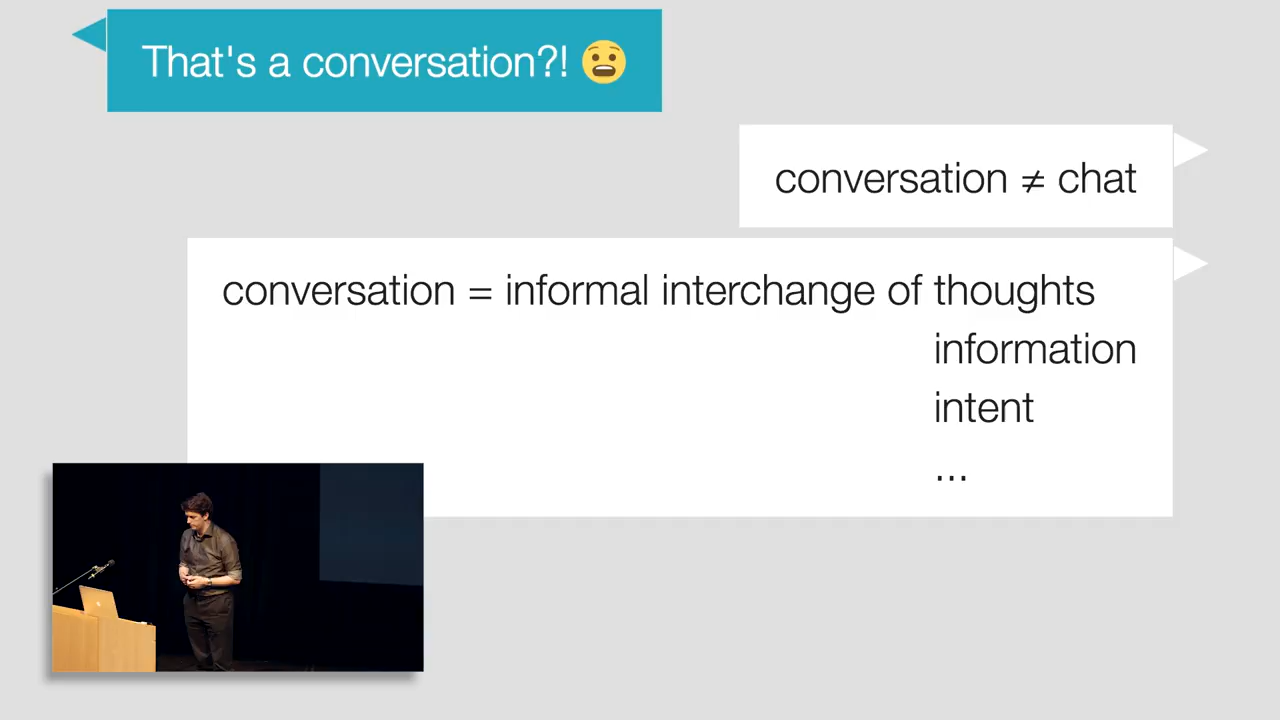 That's a conversation?! 😧
conversation ≠ chat
conversation = informal interchange of thoughts
information
intent
...